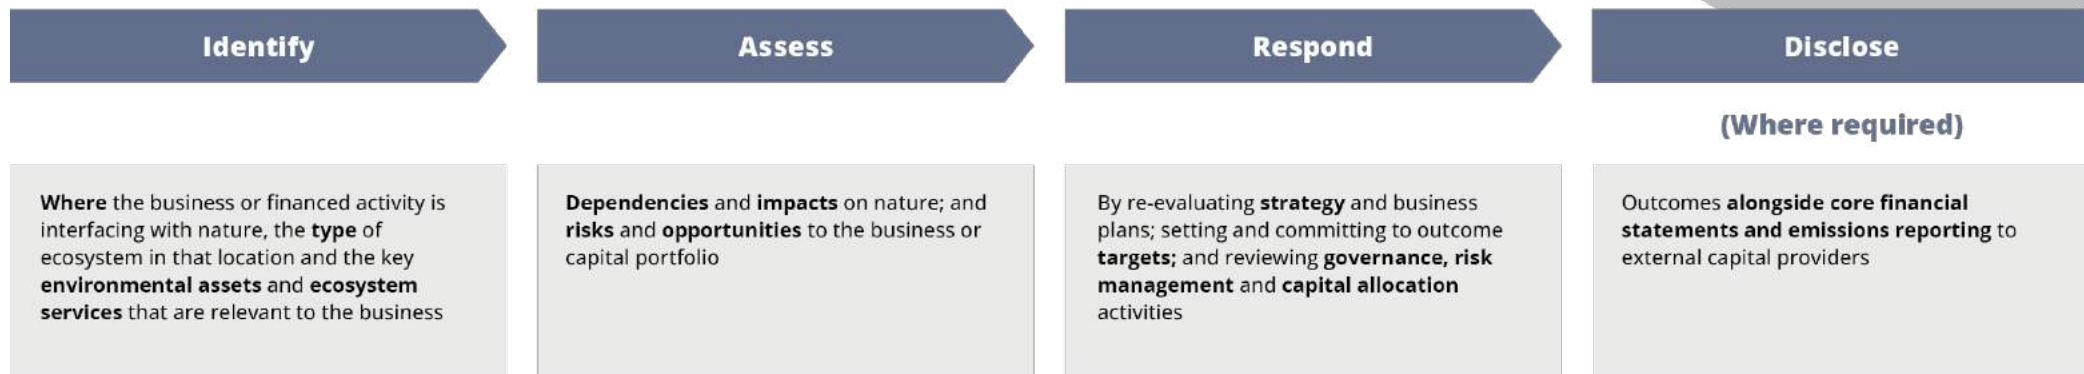 Identify
Assess
Respond
Disclose
(Where required)
Where the business or financed activity is
interfacing with nature, the type of
ecosystem in that location and the key
environmental assets and ecosystem
services that are relevant to the business
Dependencies and impacts on nature; and
risks and opportunities to the business or
capital portfolio
By re-evaluating strategy and business
plans; setting and committing to outcome
targets; and reviewing governance, risk
management and capital allocation
activities
Outcomes alongside core financial
statements and emissions reporting to
external capital providers